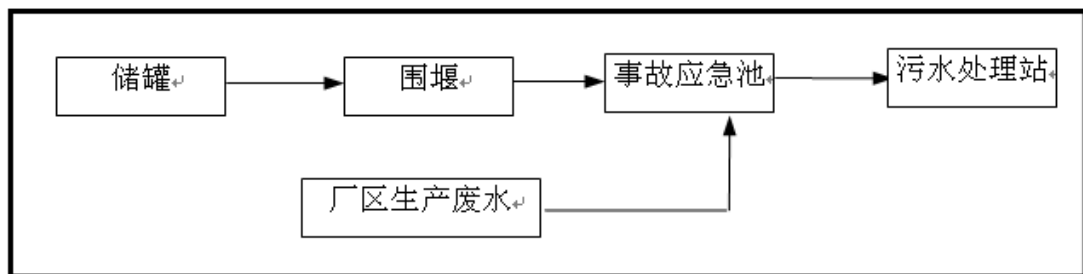 储罐
围堰
事故应急池
污水处理站
厂区生产废水